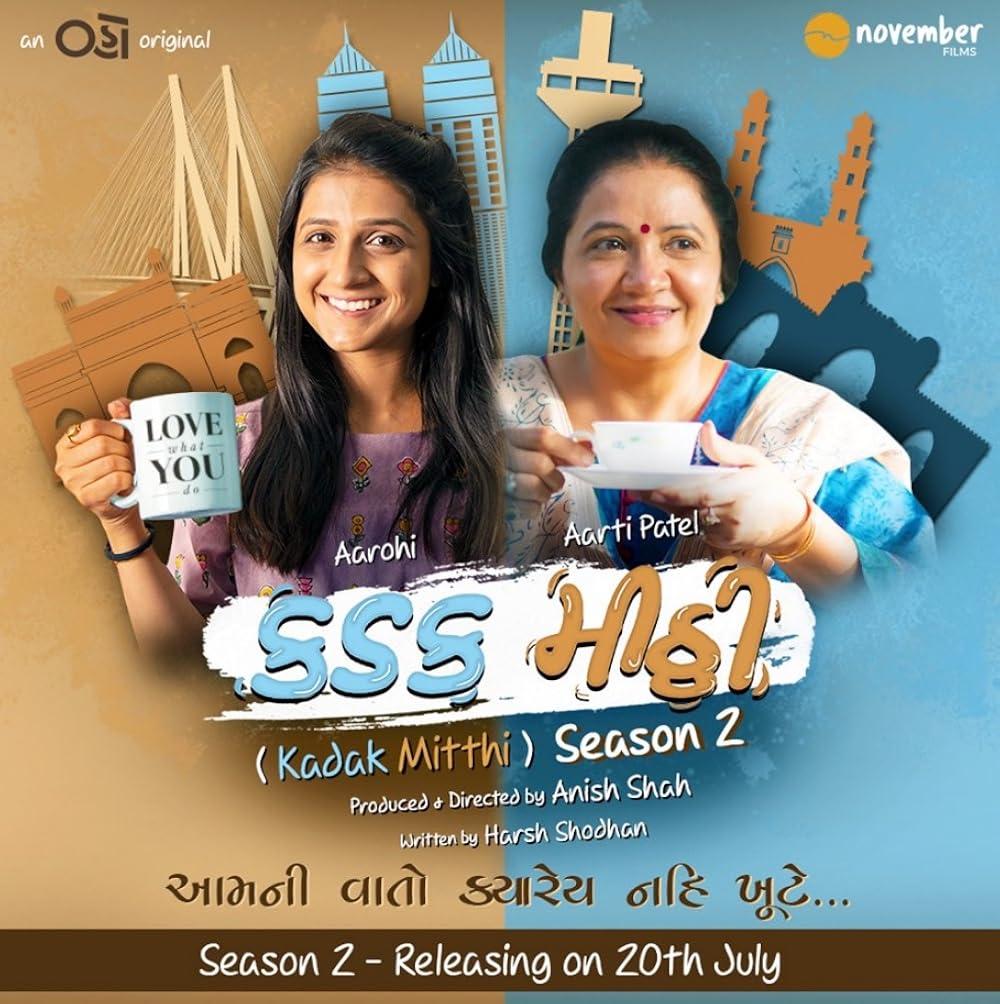 an ઓહો original
november
FILMS
LOVE
what
YOU
do
Aarohi
Aarti Patel
કડક મીઠી
(Kadak Mitthi) Season 2
Produced & Directed by Anish Shah
Written by Harsh Shodhan
આમની વાતો ક્યારેય નહિ ખૂટે...
Season 2 - Releasing on 20th July